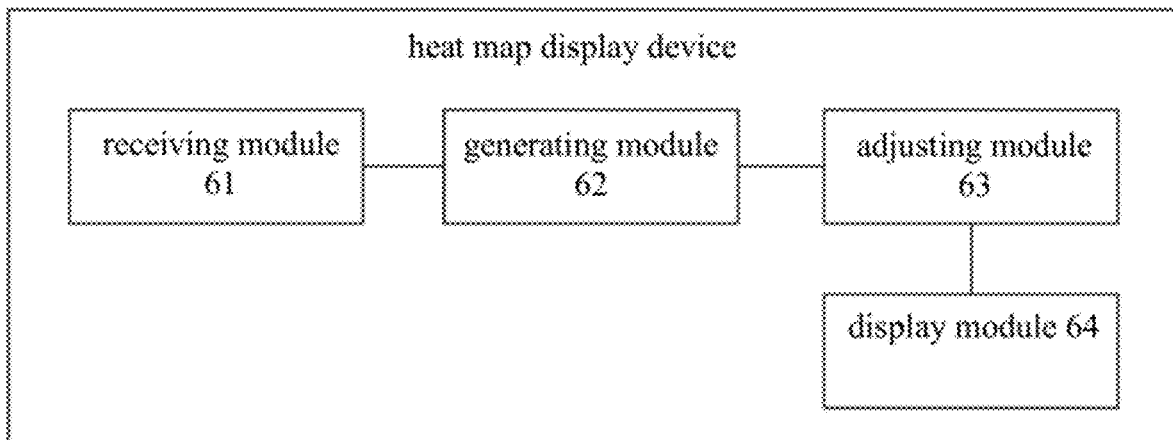 heat map display device
receiving module
61
generating module
62
adjusting module
63
display module 64